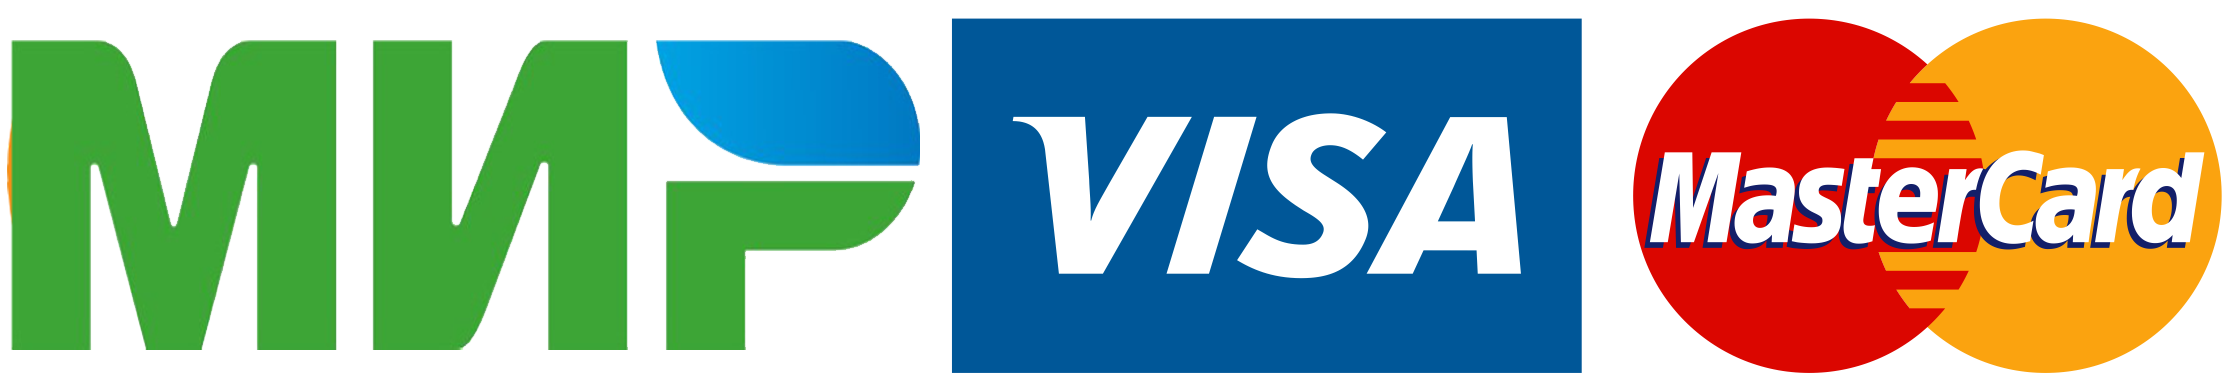 МИР VISA MasterCard